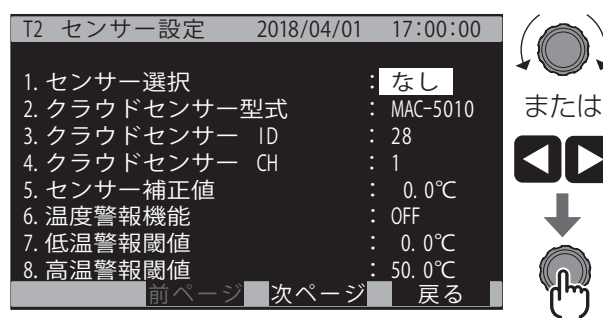 T2 センサー設定 2018/04/01 17:00:00
1. センサー選択 : なし
2. クラウドセンサー型式 : MAC-5010
3. クラウドセンサー ID : 28
4. クラウドセンサー CH : 1
5. センサー補正値 : 0.0℃
6. 温度警報機能 : OFF
7. 低温警報閾値 : 0.0℃
8. 高温警報閾値 : 50.0℃
前ページ 次ページ 戻る
または